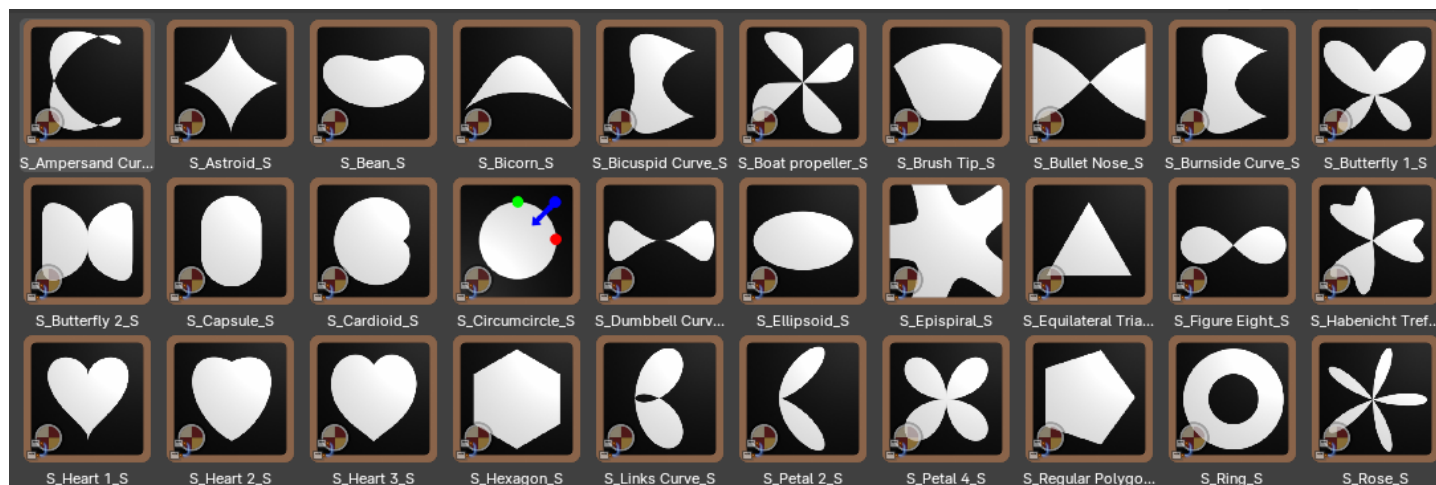 S_Ampersand Cur... S_Astroid_S S_Bean_S S_Bicorn_S S_Bicuspid Curve_S S_Boat propeller_S S_Brush Tip_S S_Bullet Nose_S S_Burnside Curve_S S_Butterfly 1_S
S_Butterfly 2_S S_Capsule_S S_Cardioid_S S_Circumcircle_S S_Dumbbell Curv... S_Ellipsoid_S S_Epispiral_S S_Equilateral Tria... S_Figure Eight_S S_Habenicht Tref...
S_Heart 1_S S_Heart 2_S S_Heart 3_S S_Hexagon_S S_Links Curve_S S_Petal 2_S S_Petal 4_S S_Regular Polygo... S_Ring_S S_Rose_S